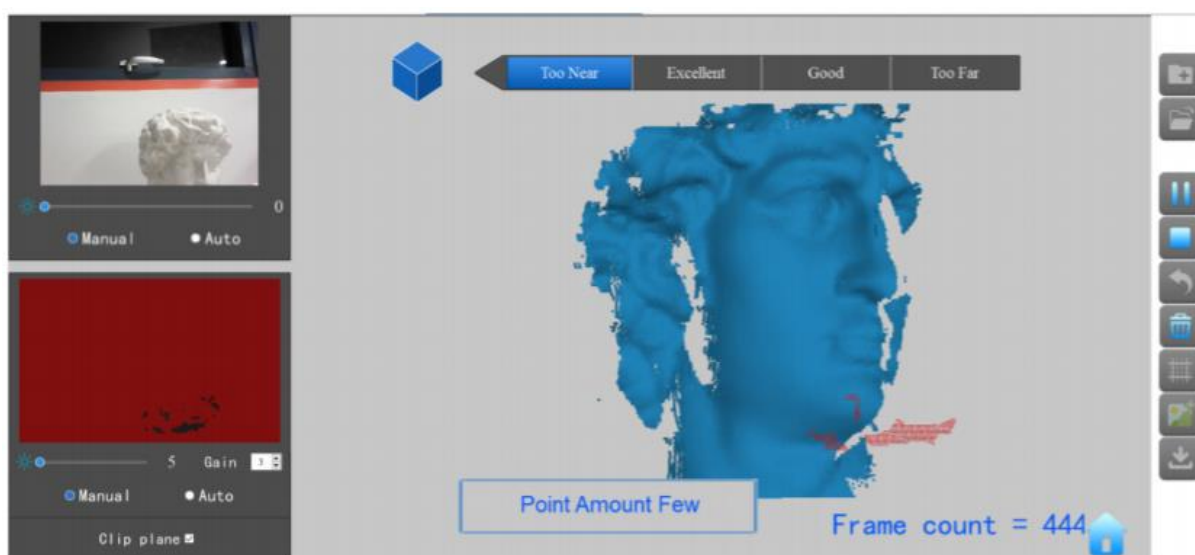 Too Near Excellent Good Too Far
0
Manual Auto
5 Gain 3
Manual Auto
Clip plane
Point Amount Few
Frame count = 444